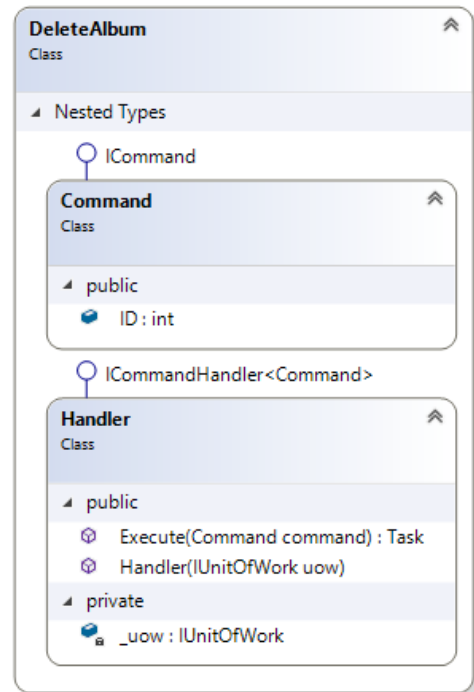 DeleteAlbum
Class
Nested Types
ICommand
Command
Class
public
ID : int
ICommandHandler<Command>
Handler
Class
public
Execute(Command command) : Task
Handler(IUnitOfWork uow)
private
_uow : IUnitOfWork